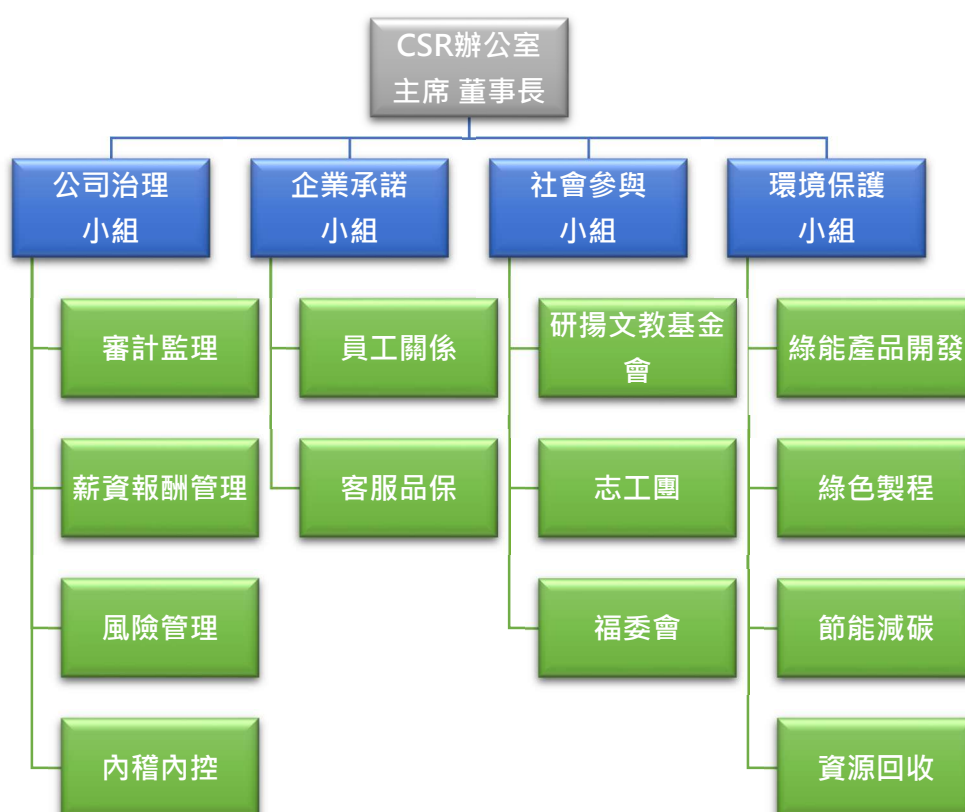 CSR辦公室
主席 董事長
公司治理
小組
企業承諾
小組
社會參與
小組
環境保護
小組
審計監理
員工關係
研揚文教基金
會
綠能產品開發
薪資報酬管理
客服品保
志工團
綠色製程
風險管理
福委會
節能減碳
內稽內控
資源回收